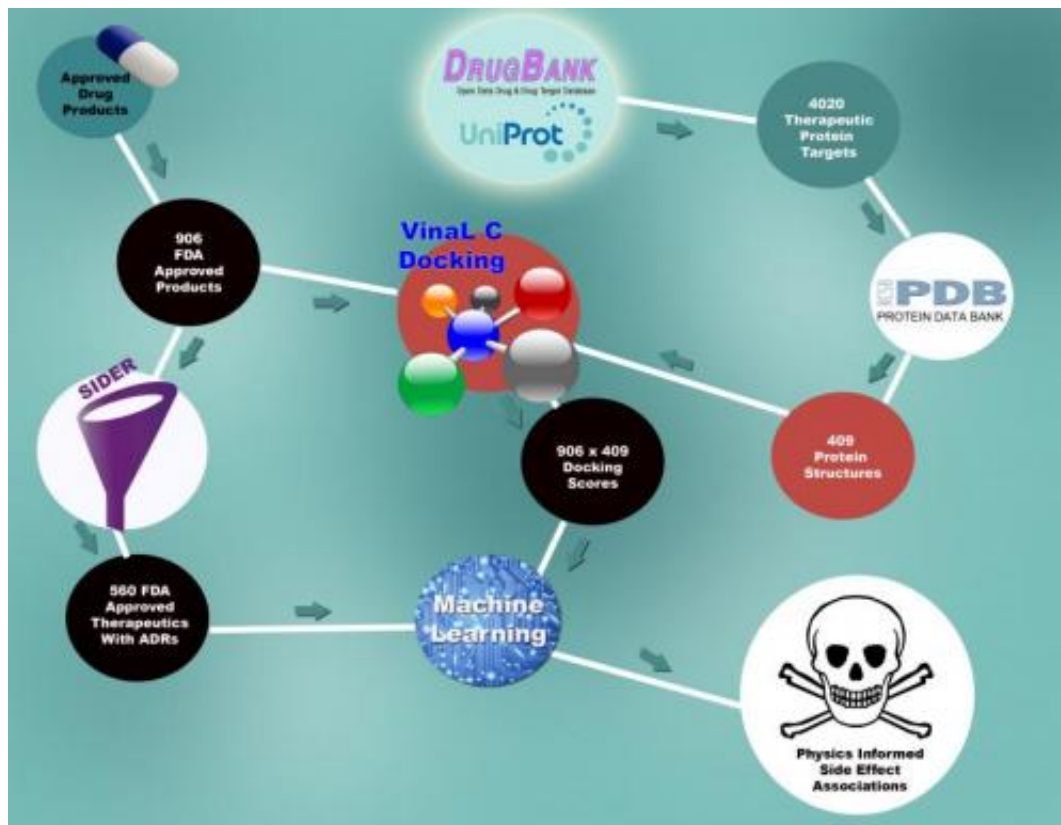 Approved
Drug
Products
DRUGBANK
Open Data Drug & Drug Target Database
UniProt
4020
Therapeutic
Protein
Targets
906
FDA
Approved
Products
VinaL C
Docking
PDB
PROTEIN DATA BANK
SIDER
906 x 409
Docking
Scores
409
Protein
Structures
560 FDA
Approved
Therapeutics
With ADRs
Machine
Learning
Physics Informed
Side Effect
Associations